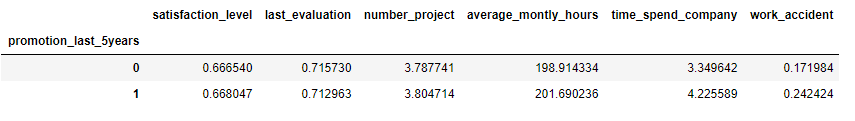 satisfaction_level last_evaluation number_project average_montly_hours time_spend_company work_accident
promotion_last_5years
0 0.666540 0.715730 3.787741 198.914334 3.349642 0.171984
1 0.668047 0.712963 3.804714 201.690236 4.225589 0.242424